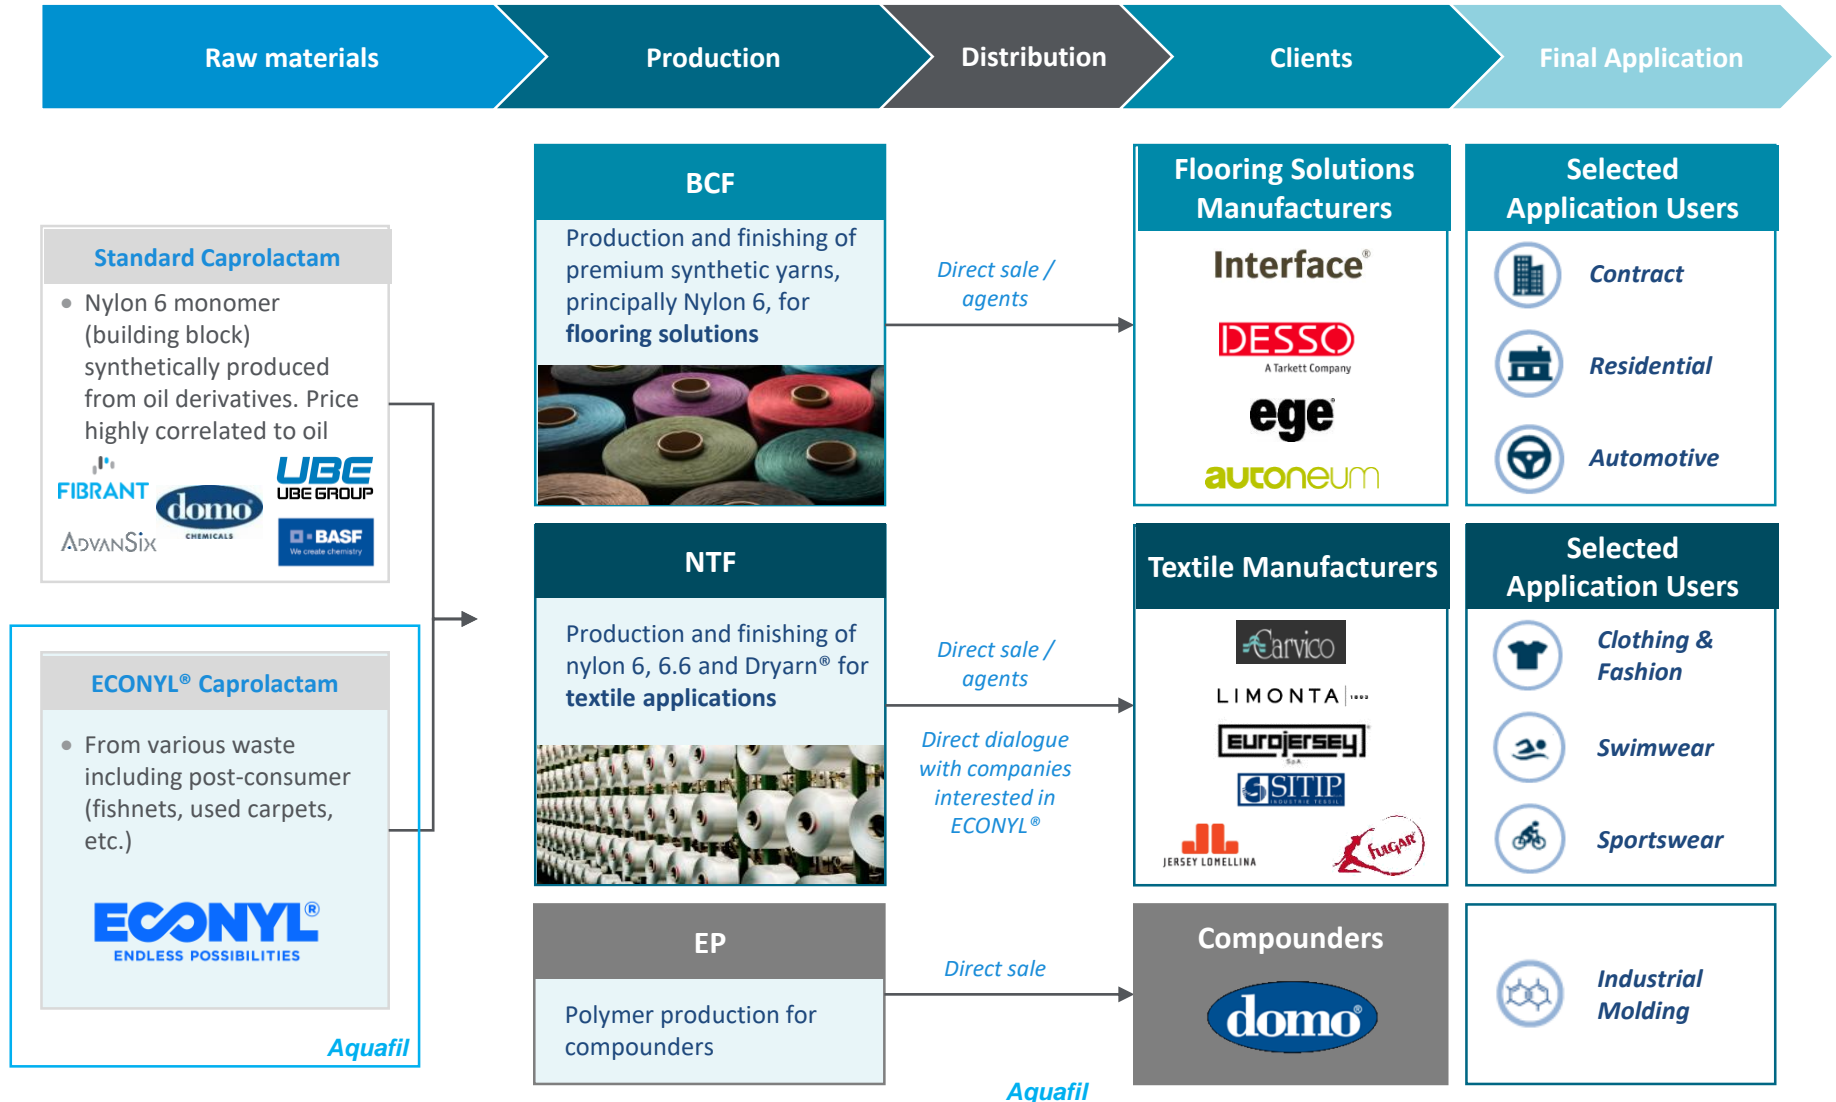 Raw materials
Production
Distribution
Clients
Final Application
Standard Caprolactam
• Nylon 6 monomer
(building block)
synthetically produced
from oil derivatives. Price
highly correlated to oil
FIBRANT
domo
CHEMICALS
UBE
UBE GROUP
ADVANSIX
BASF
We create chemistry
ECONYL® Caprolactam
• From various waste
including post-consumer
(fishnets, used carpets,
etc.)
ECONYL®
ENDLESS POSSIBILITIES
Aquafil
BCF
Production and finishing of
premium synthetic yarns,
principally Nylon 6, for
flooring solutions
Direct sale /
agents
Flooring Solutions
Manufacturers
Interface®
DESSO
A Tarkett Company
ege
autoneum
Selected
Application Users
Contract
Residential
Automotive
NTF
Production and finishing of
nylon 6, 6.6 and Dryarn® for
textile applications
Direct sale /
agents
Direct dialogue
with companies
interested in
ECONYL®
Textile Manufacturers
Carvico
LIMONTA
eurojersey
SpA
SITIP
INDUSTRIE TESSILI
JERSEY LOMELLINA
FULGAR
Selected
Application Users
Clothing &
Fashion
Swimwear
Sportswear
EP
Polymer production for
compounders
Direct sale
Compounders
domo®
Industrial
Molding
Aquafil